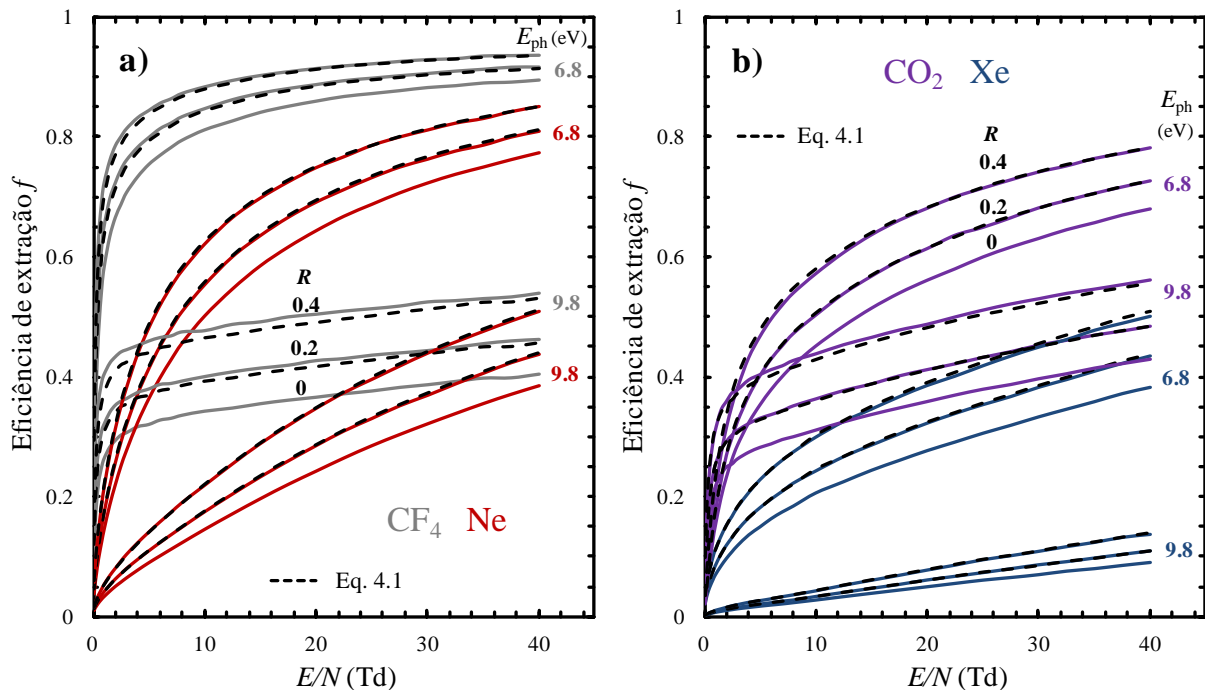 a)
Eficiência de extração f
1
0.8
0.6
0.4
0.2
0
E_ph (eV)
6.8
6.8
R
0.4
0.2
0
9.8
9.8
CF₄ Ne
Eq. 4.1
0 10 20 30 40
E/N (Td)
b)
Eficiência de extração f
1
0.8
0.6
0.4
0.2
0
CO₂ Xe
Eq. 4.1
E_ph
(eV)
R
0.4
0.2
0
6.8
9.8
6.8
9.8
0 10 20 30 40
E/N (Td)